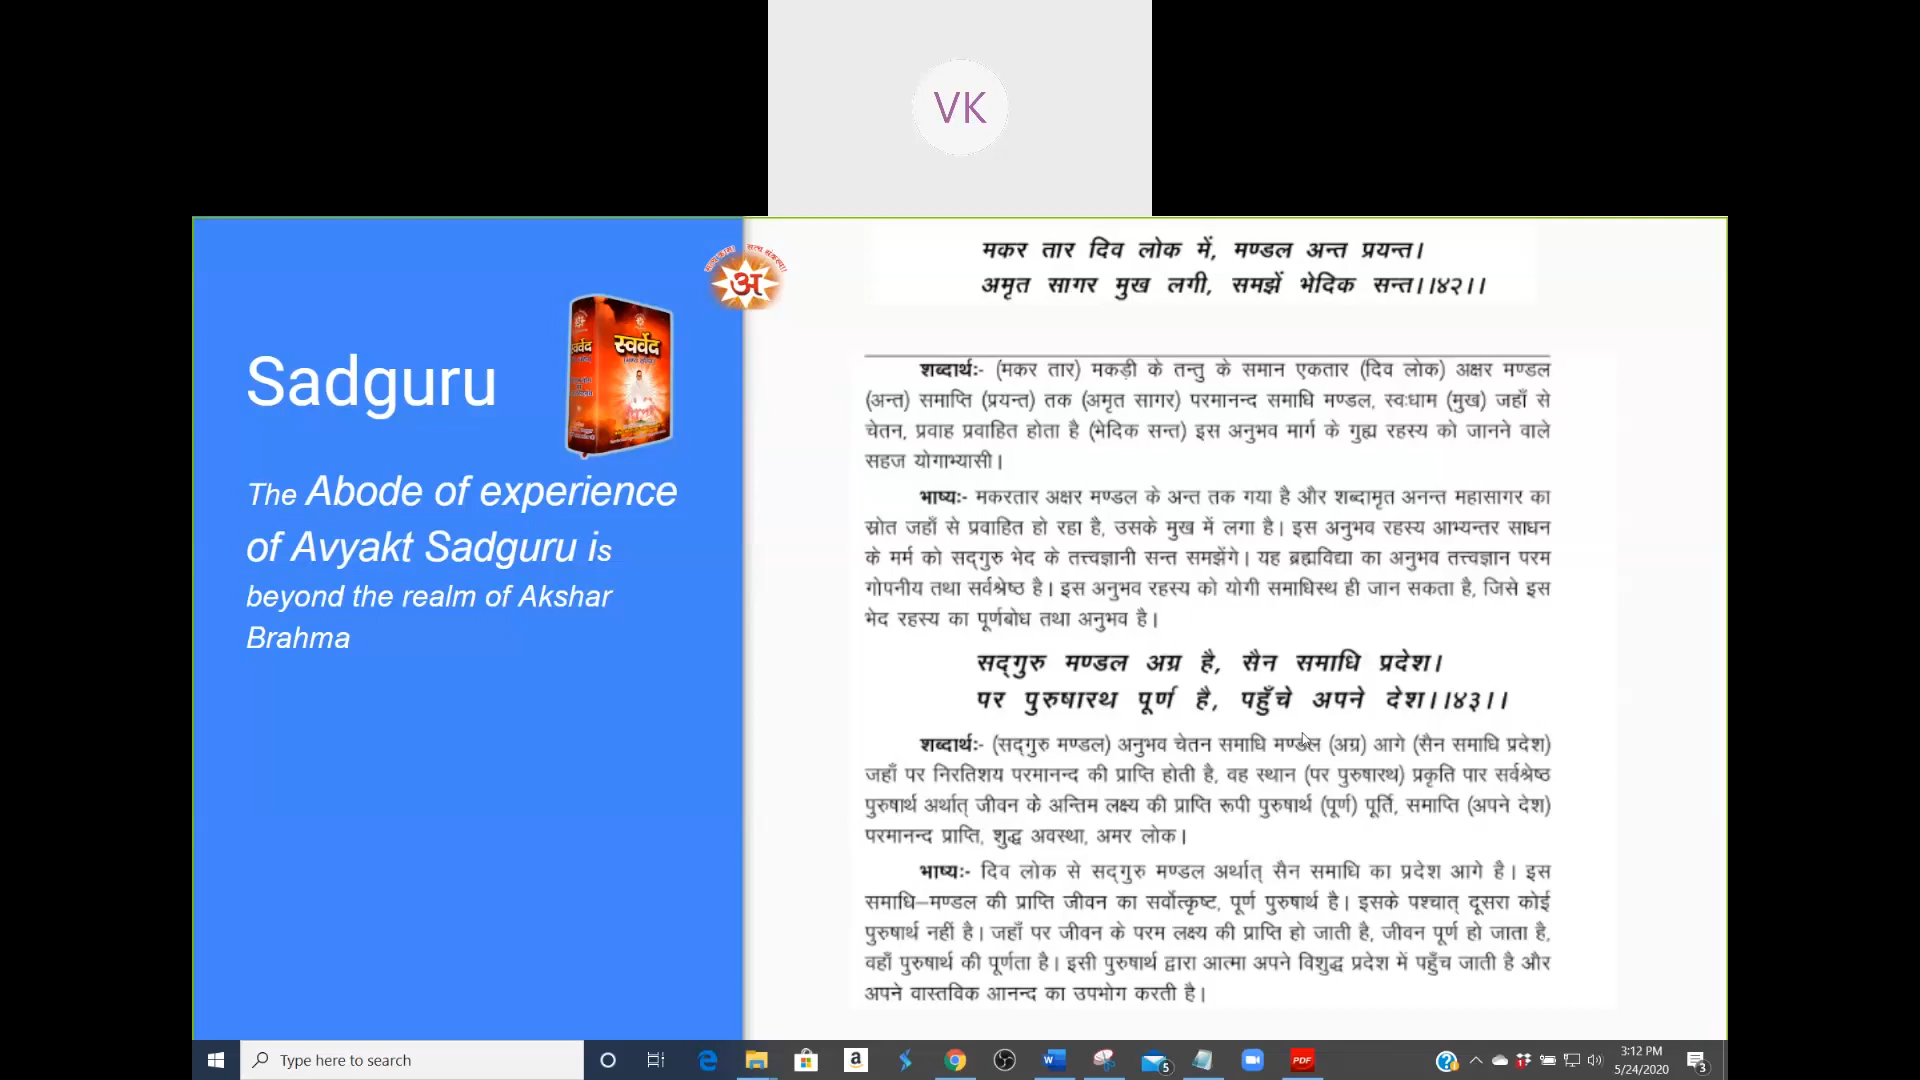 VK
Sadguru
The Abode of experience
of Avyakt Sadguru is
beyond the realm of Akshar
Brahma
स्वर्वेद
स्वर्वेद
अ
मकर तार दिव लोक में, मण्डल अन्त प्रयन्त।
अमृत सागर मुख लगी, समझें भेदिक सन्त।।४२।।
शब्दार्थः- (मकर तार) मकड़ी के तन्तु के समान एकतार (दिव लोक) अक्षर मण्डल
(अन्त) समाप्ति (प्रयन्त) तक (अमृत सागर) परमानन्द समाधि मण्डल, स्वःधाम (मुख) जहाँ से
चेतन, प्रवाह प्रवाहित होता है (भेदिक सन्त) इस अनुभव मार्ग के गुह्य रहस्य को जानने वाले
सहज योगाभ्यासी।
भाष्यः- मकरतार अक्षर मण्डल के अन्त तक गया है और शब्दामृत अनन्त महासागर का
स्रोत जहाँ से प्रवाहित हो रहा है, उसके मुख में लगा है। इस अनुभव रहस्य आभ्यन्तर साधन
के मर्म को सद्गुरु भेद के तत्त्वज्ञानी सन्त समझेंगे। यह ब्रह्मविद्या का अनुभव तत्त्वज्ञान परम
गोपनीय तथा सर्वश्रेष्ठ है। इस अनुभव रहस्य को योगी समाधिस्थ ही जान सकता है, जिसे इस
भेद रहस्य का पूर्णबोध तथा अनुभव है।
सद्गुरु मण्डल अग्र है, सैन समाधि प्रदेश।
पर पुरुषारथ पूर्ण है, पहुँचे अपने देश।।४३।।
शब्दार्थः- (सद्गुरु मण्डल) अनुभव चेतन समाधि मण्डल (अग्र) आगे (सैन समाधि प्रदेश)
जहाँ पर निरतिशय परमानन्द की प्राप्ति होती है, वह स्थान (पर पुरुषारथ) प्रकृति पार सर्वश्रेष्ठ
पुरुषार्थ अर्थात् जीवन के अन्तिम लक्ष्य की प्राप्ति रूपी पुरुषार्थ (पूर्ण) पूर्ति, समाप्ति (अपने देश)
परमानन्द प्राप्ति, शुद्ध अवस्था, अमर लोक।
भाष्यः- दिव लोक से सद्गुरु मण्डल अर्थात् सैन समाधि का प्रदेश आगे है। इस
समाधि–मण्डल की प्राप्ति जीवन का सर्वोत्कृष्ट, पूर्ण पुरुषार्थ है। इसके पश्चात् दूसरा कोई
पुरुषार्थ नहीं है। जहाँ पर जीवन के परम लक्ष्य की प्राप्ति हो जाती है, जीवन पूर्ण हो जाता है,
वहाँ पुरुषार्थ की पूर्णता है। इसी पुरुषार्थ द्वारा आत्मा अपने विशुद्ध प्रदेश में पहुँच जाती है और
अपने वास्तविक आनन्द का उपभोग करती है।
Type here to search
PDF
5
3:12 PM
5/24/2020
3